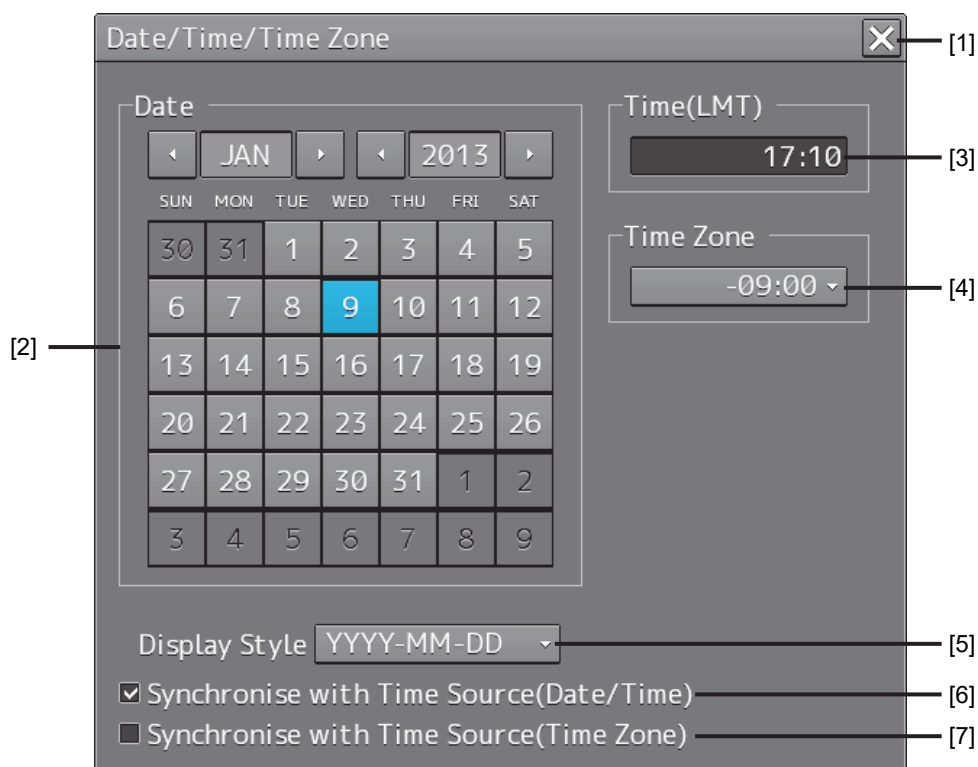 Date/Time/Time Zone
[1]
Date
JAN 2013
SUN MON TUE WED THU FRI SAT
30 31 1 2 3 4 5
6 7 8 9 10 11 12
13 14 15 16 17 18 19
20 21 22 23 24 25 26
27 28 29 30 31 1 2
3 4 5 6 7 8 9
[2]
Time(LMT)
17:10
[3]
Time Zone
-09:00
[4]
Display Style YYYY-MM-DD
[5]
Synchronise with Time Source(Date/Time)
[6]
Synchronise with Time Source(Time Zone)
[7]